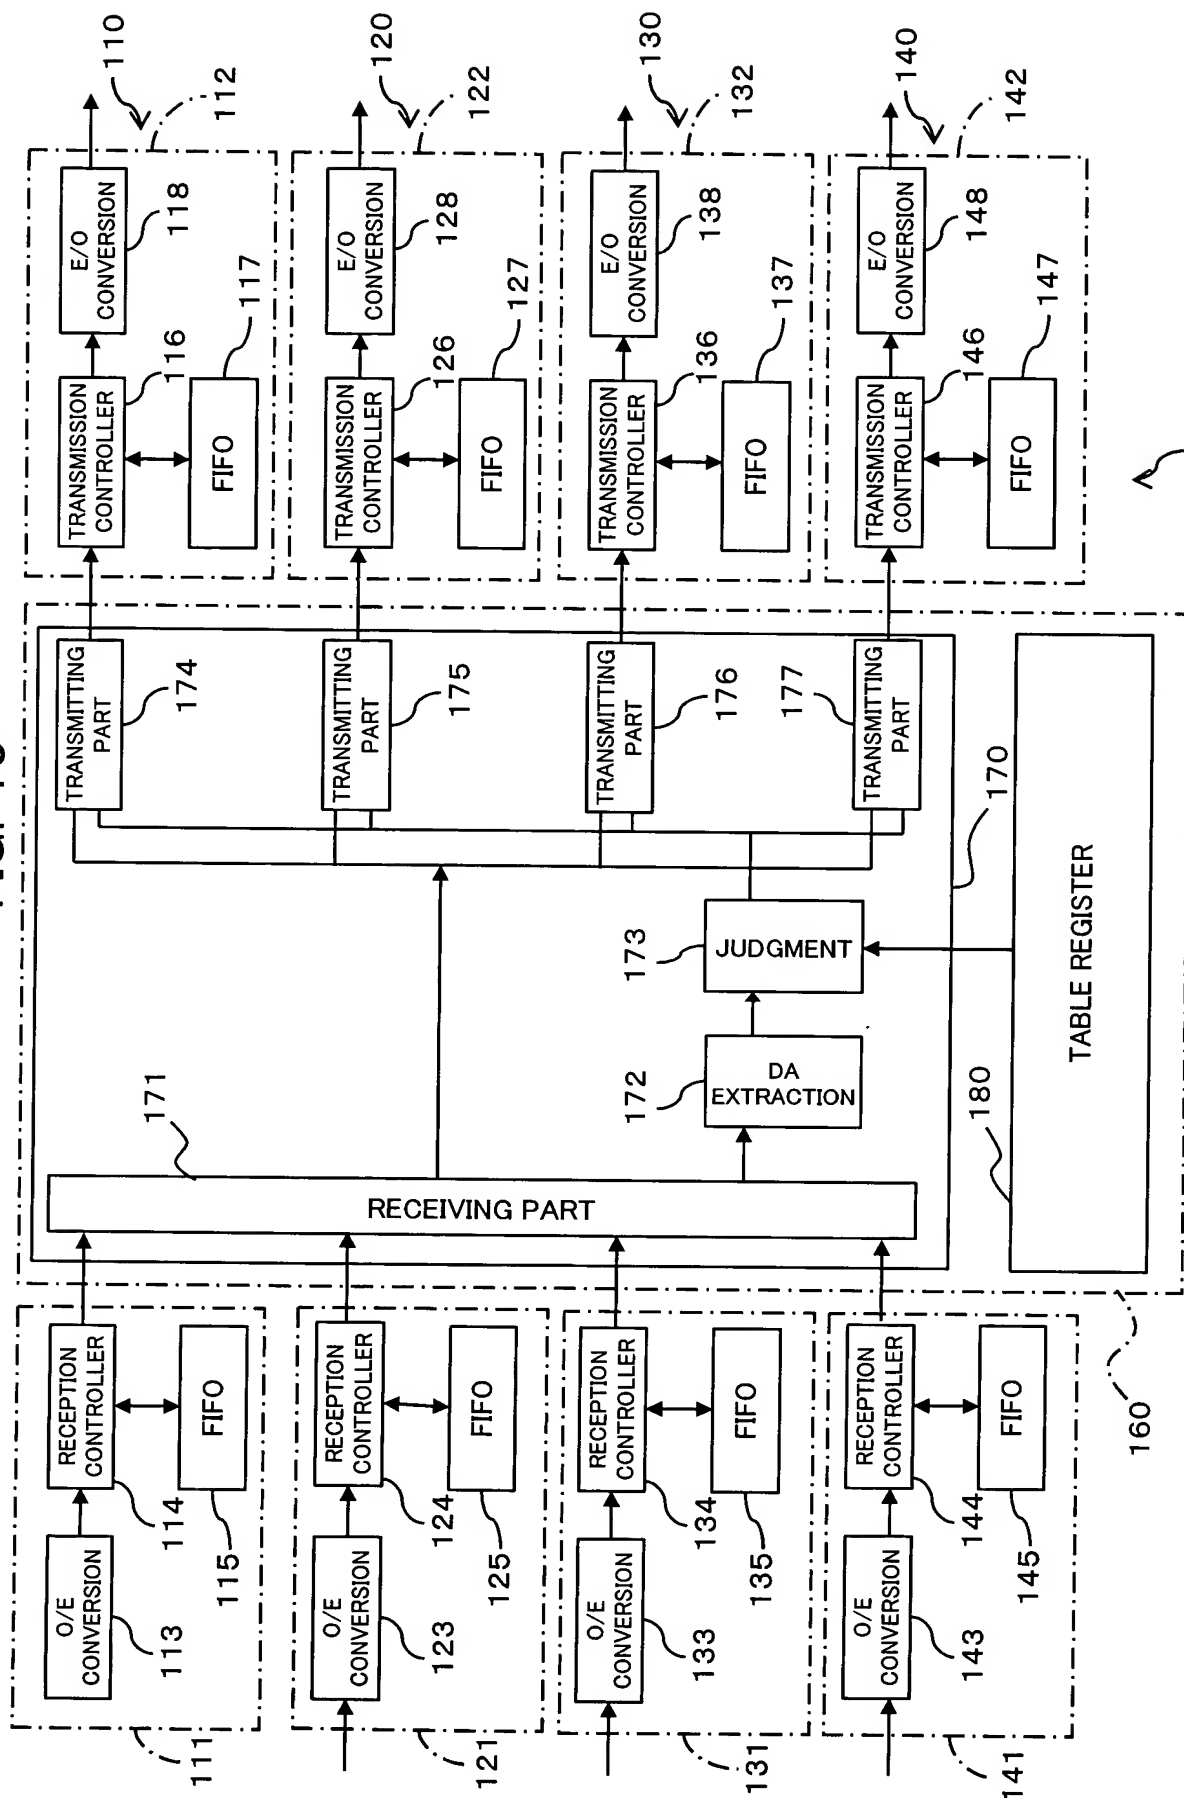 110
112
E/O
CONVERSION
118
TRANSMISSION
CONTROLLER
116
FIFO
117
120
122
E/O
CONVERSION
128
TRANSMISSION
CONTROLLER
126
FIFO
127
130
132
E/O
CONVERSION
138
TRANSMISSION
CONTROLLER
136
FIFO
137
140
142
E/O
CONVERSION
148
TRANSMISSION
CONTROLLER
146
FIFO
147
TRANSMITTING
PART
174
TRANSMITTING
PART
175
TRANSMITTING
PART
176
TRANSMITTING
PART
177
171
RECEIVING PART
172
DA
EXTRACTION
173
JUDGMENT
170
180
TABLE REGISTER
160
111
O/E
CONVERSION
113
RECEPTION
CONTROLLER
114
FIFO
115
121
O/E
CONVERSION
123
RECEPTION
CONTROLLER
124
FIFO
125
131
O/E
CONVERSION
133
RECEPTION
CONTROLLER
134
FIFO
135
141
O/E
CONVERSION
143
RECEPTION
CONTROLLER
144
FIFO
145